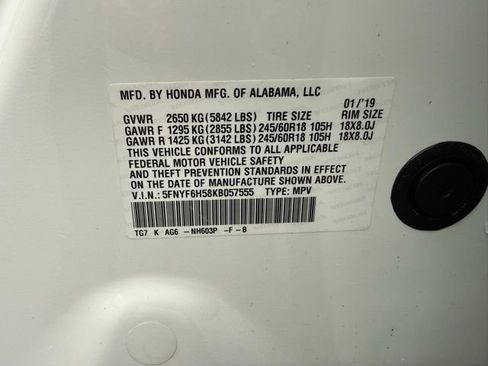 MFD. BY HONDA MFG. OF ALABAMA, LLC
01/'19
GVWR 2650 KG (5842 LBS) TIRE SIZE RIM SIZE
GAWR F 1295 KG (2855 LBS) 245/60R18 105H 18X8.0J
GAWR R 1425 KG (3142 LBS) 245/60R18 105H 18X8.0J
THIS VEHICLE CONFORMS TO ALL APPLICABLE
FEDERAL MOTOR VEHICLE SAFETY
AND THEFT PREVENTION STANDARDS IN EFFECT
ON THE DATE OF MANUFACTURE SHOWN ABOVE.
V.I.N.: 5FNYF6H58KB057555 TYPE: MPV
TG7 K AG6 -NH603P -F-B